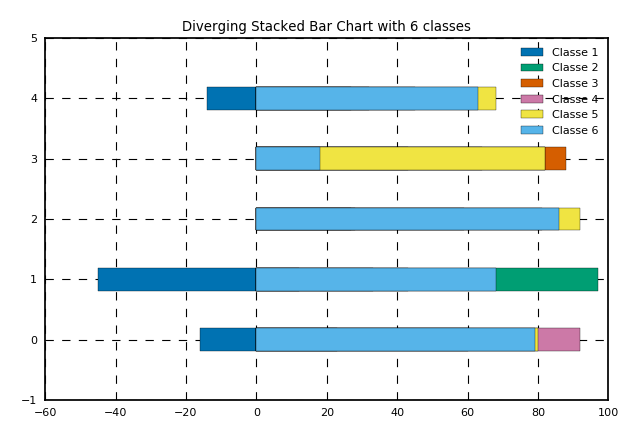 Diverging Stacked Bar Chart with 6 classes
5
4
3
2
1
0
−1
−60 −40 −20 0 20 40 60 80 100
Classe 1
Classe 2
Classe 3
Classe 4
Classe 5
Classe 6